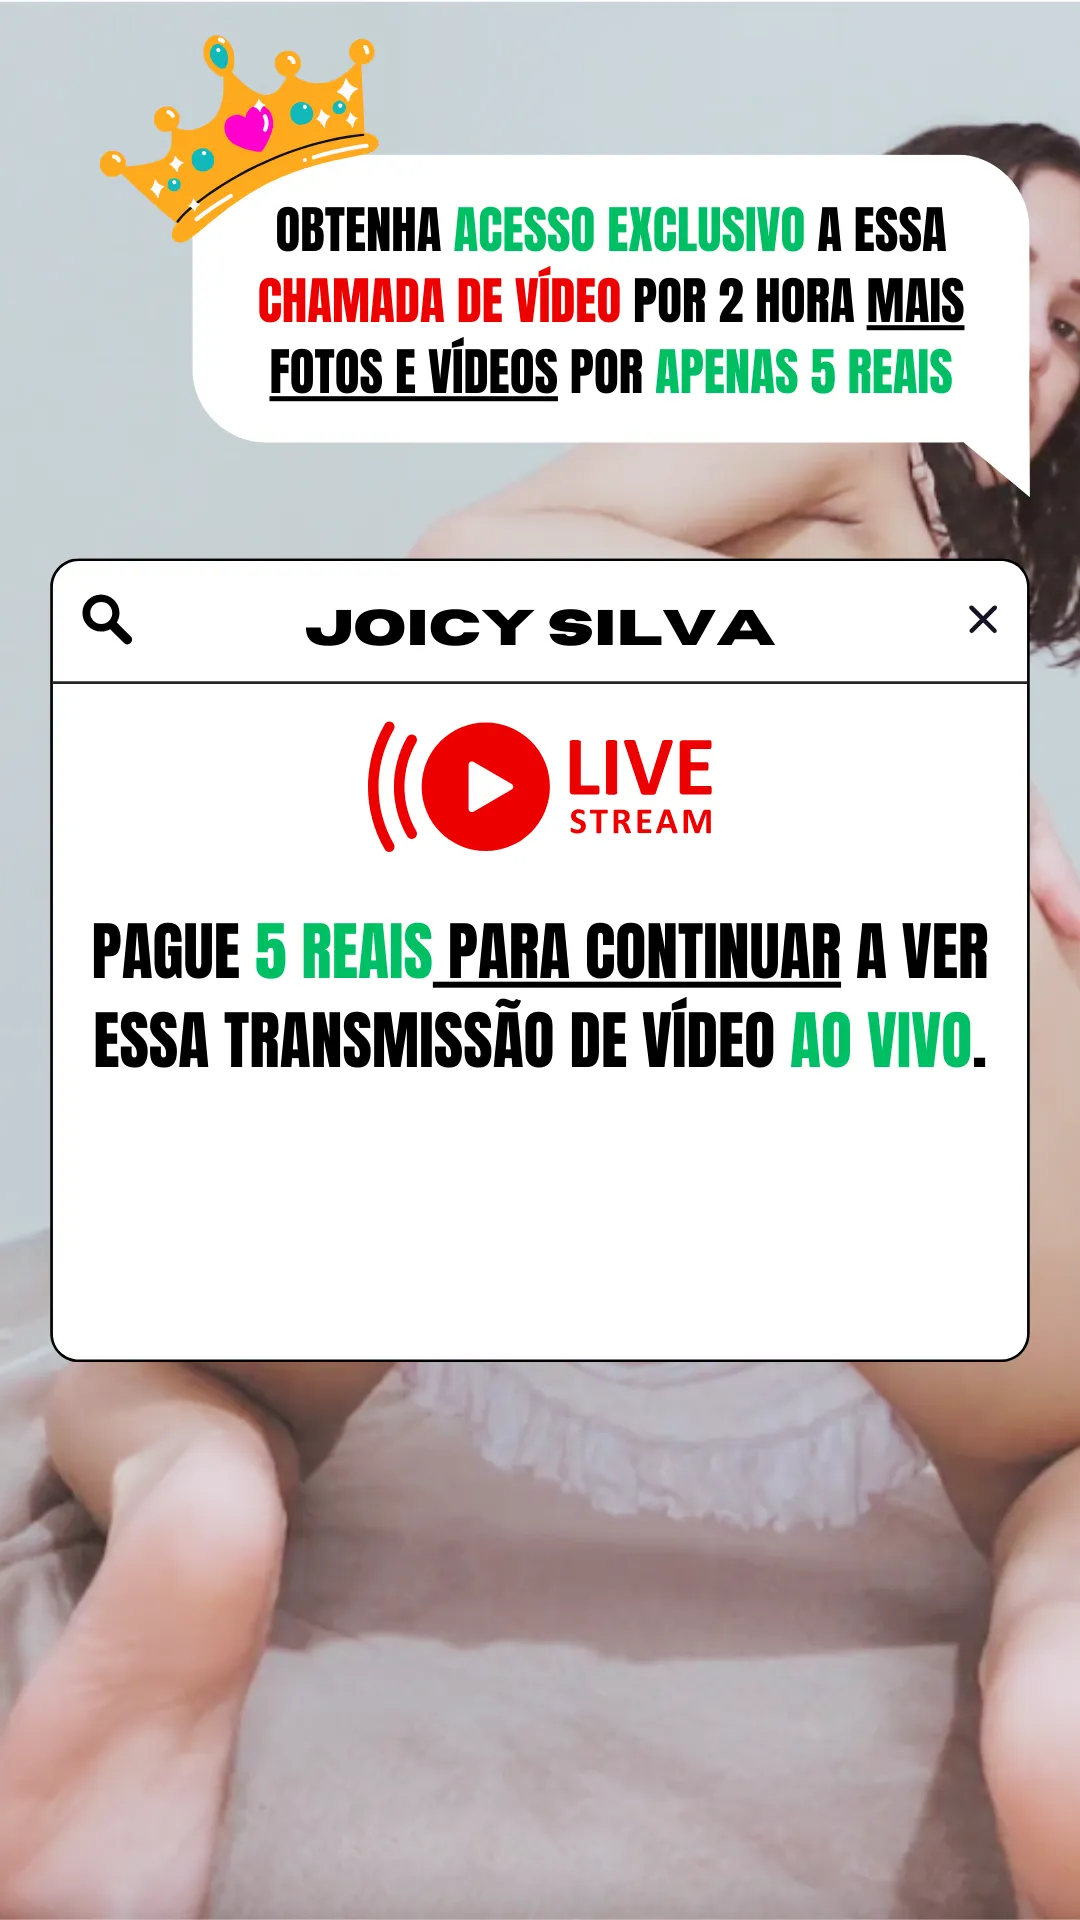 OBTENHA ACESSO EXCLUSIVO A ESSA
CHAMADA DE VÍDEO POR 2 HORA MAIS
FOTOS E VÍDEOS POR APENAS 5 REAIS
JOICY SILVA
LIVE
STREAM
PAGUE 5 REAIS PARA CONTINUAR A VER
ESSA TRANSMISSÃO DE VÍDEO AO VIVO.